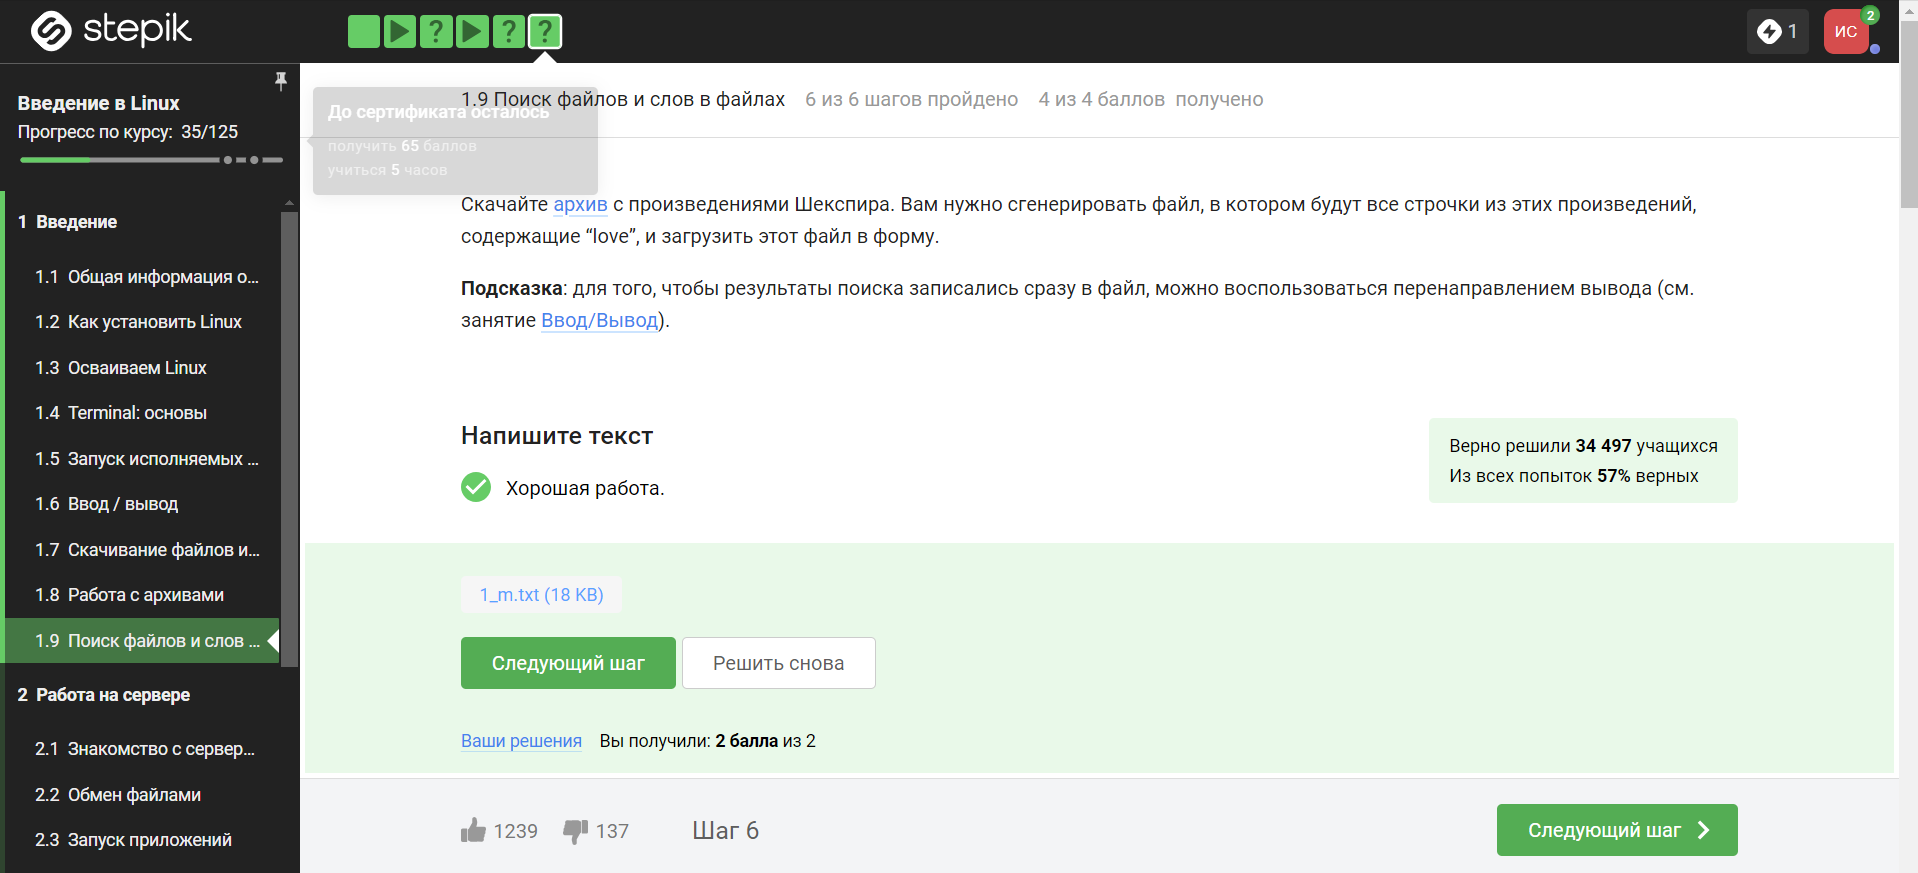 stepik
? ? ?
1
ИС
2
Введение в Linux
Прогресс по курсу: 35/125
1 Введение
1.1 Общая информация о...
1.2 Как установить Linux
1.3 Осваиваем Linux
1.4 Terminal: основы
1.5 Запуск исполняемых ...
1.6 Ввод / вывод
1.7 Скачивание файлов и...
1.8 Работа с архивами
1.9 Поиск файлов и слов ...
2 Работа на сервере
2.1 Знакомство с сервер...
2.2 Обмен файлами
2.3 Запуск приложений
1.9 Поиск файлов и слов в файлах 6 из 6 шагов пройдено 4 из 4 баллов получено
До сертификата осталось
получить 65 баллов
учиться 5 часов
Скачайте архив с произведениями Шекспира. Вам нужно сгенерировать файл, в котором будут все строчки из этих произведений,
содержащие “love”, и загрузить этот файл в форму.
Подсказка: для того, чтобы результаты поиска записались сразу в файл, можно воспользоваться перенаправлением вывода (см.
занятие Ввод/Вывод).
Напишите текст
Хорошая работа.
Верно решили 34 497 учащихся
Из всех попыток 57% верных
1_m.txt (18 KB)
Следующий шаг
Решить снова
Ваши решения Вы получили: 2 балла из 2
1239 137 Шаг 6
Следующий шаг